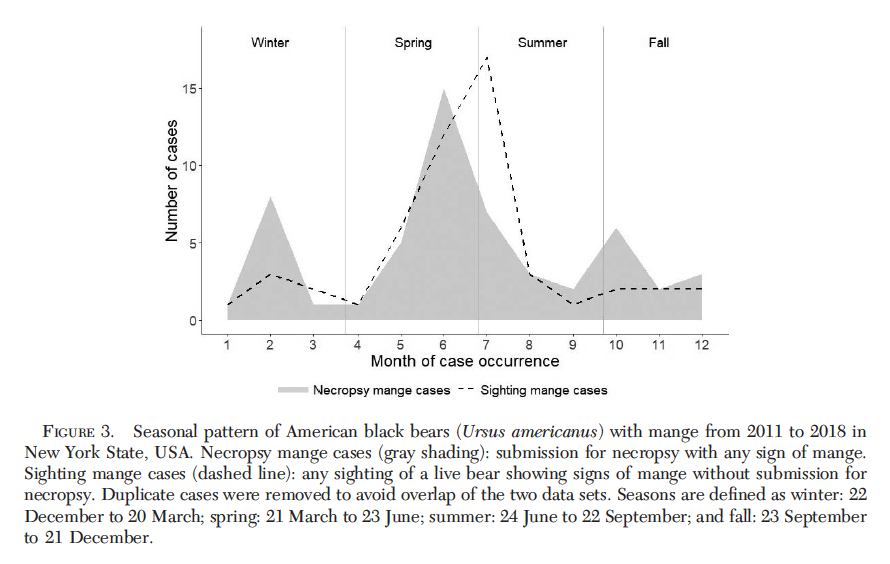 Winter Spring Summer Fall
Number of cases
15
10
5
0
1 2 3 4 5 6 7 8 9 10 11 12
Month of case occurrence
Necropsy mange cases Sighting mange cases
FIGURE 3. Seasonal pattern of American black bears (Ursus americanus) with mange from 2011 to 2018 in
New York State, USA. Necropsy mange cases (gray shading): submission for necropsy with any sign of mange.
Sighting mange cases (dashed line): any sighting of a live bear showing signs of mange without submission for
necropsy. Duplicate cases were removed to avoid overlap of the two data sets. Seasons are defined as winter: 22
December to 20 March; spring: 21 March to 23 June; summer: 24 June to 22 September; and fall: 23 September
to 21 December.